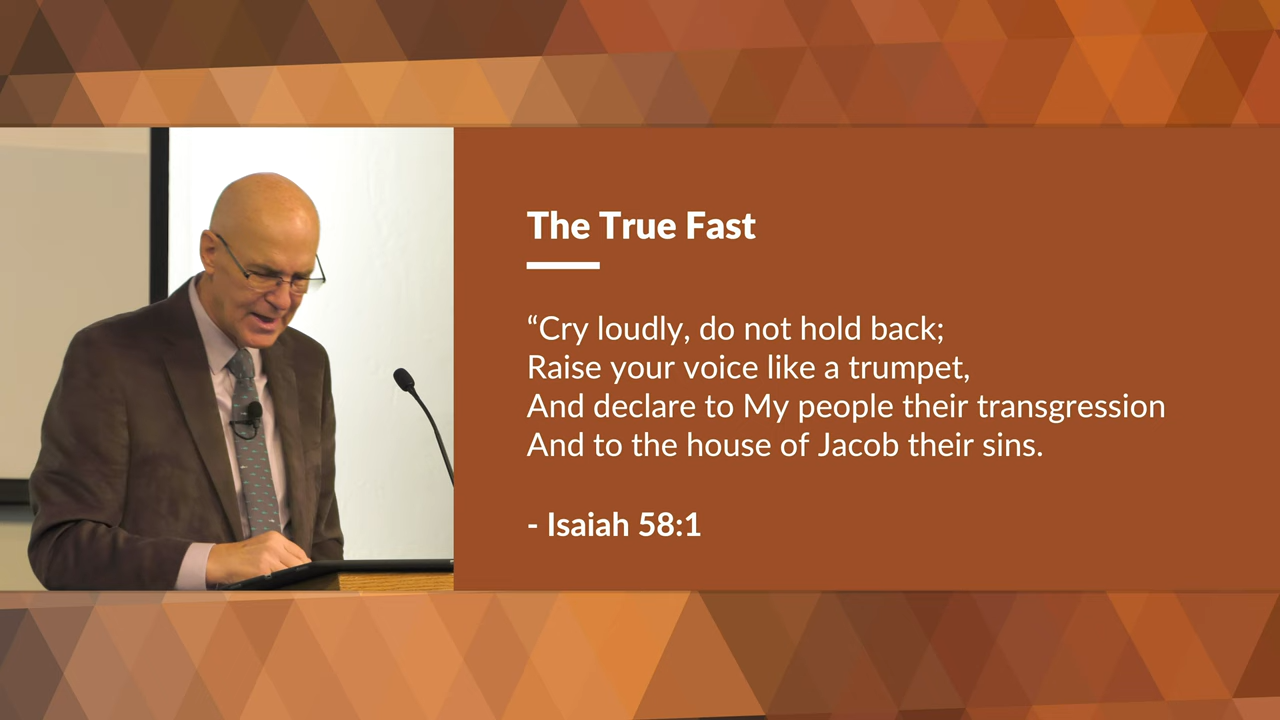 The True Fast
“Cry loudly, do not hold back;
Raise your voice like a trumpet,
And declare to My people their transgression
And to the house of Jacob their sins.
- Isaiah 58:1